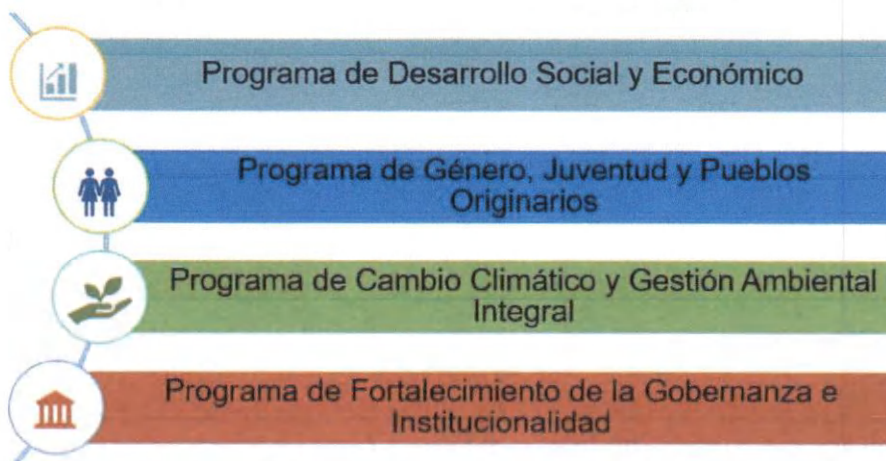 Programa de Desarrollo Social y Económico
Programa de Género, Juventud y Pueblos
Originarios
Programa de Cambio Climático y Gestión Ambiental
Integral
Programa de Fortalecimiento de la Gobernanza e
Institucionalidad